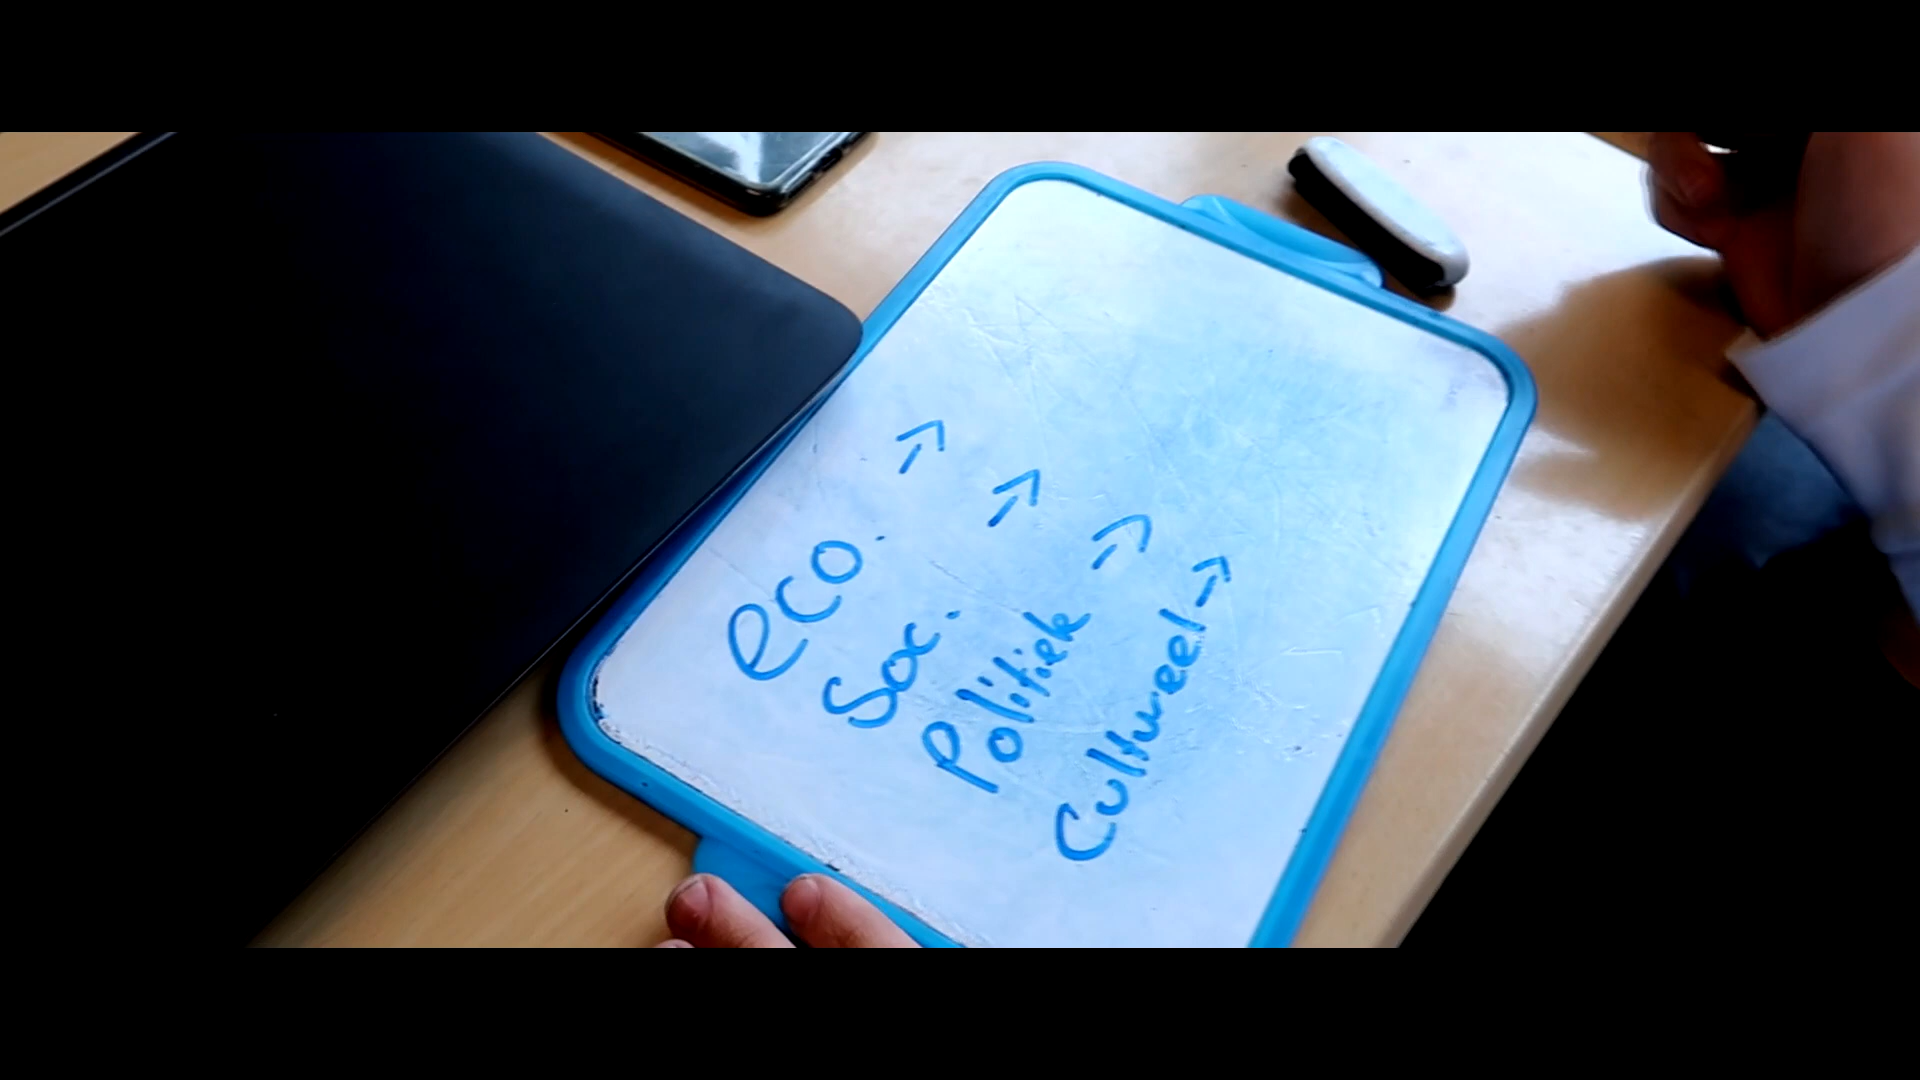 eco. →
Soc. →
Politiek →
Cultureel →